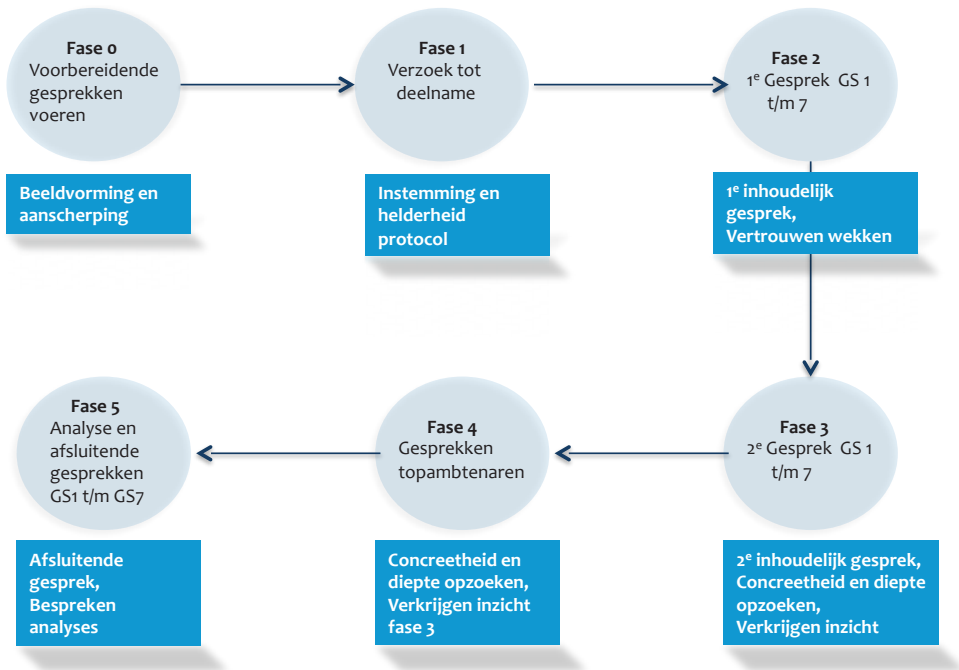 Fase 0
Voorbereidende
gesprekken
voeren
Beeldvorming en
aanscherping
Fase 1
Verzoek tot
deelname
Instemming en
helderheid
protocol
Fase 2
1e Gesprek GS 1
t/m 7
1e inhoudelijk
gesprek,
Vertrouwen wekken
Fase 3
2e Gesprek GS 1
t/m 7
2e inhoudelijk gesprek,
Concreetheid en diepte
opzoeken,
Verkrijgen inzicht
Fase 4
Gesprekken
topambtenaren
Concreetheid en
diepte opzoeken,
Verkrijgen inzicht
fase 3
Fase 5
Analyse en
afsluitende
gesprekken
GS1 t/m GS7
Afsluitende
gesprek,
Bespreken
analyses